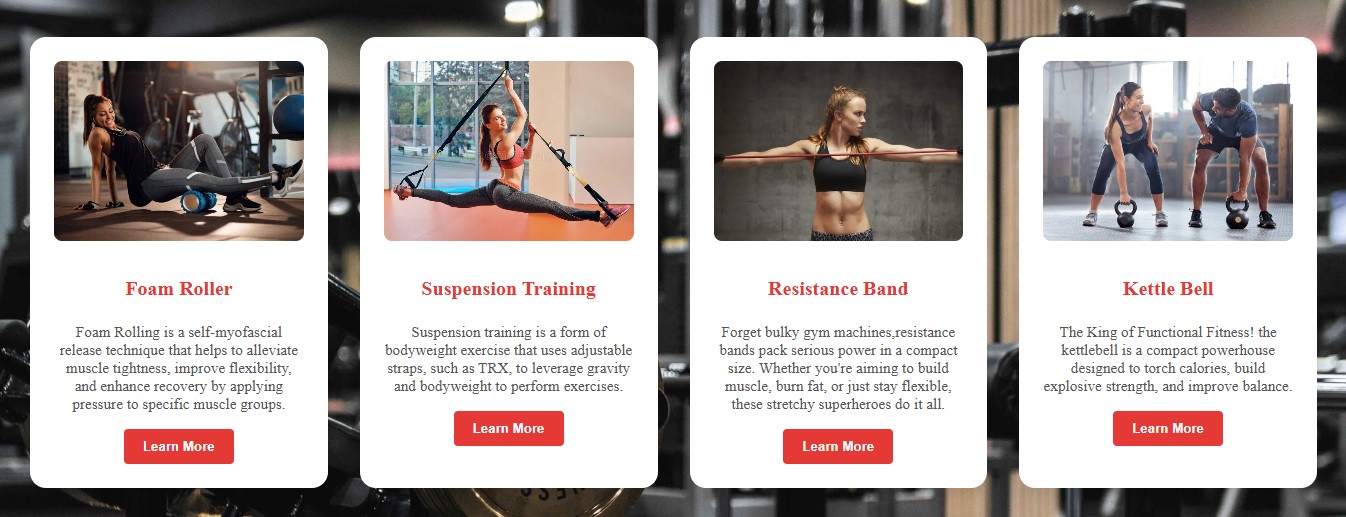 Foam Roller
Foam Rolling is a self-myofascial
release technique that helps to alleviate
muscle tightness, improve flexibility,
and enhance recovery by applying
pressure to specific muscle groups.
Learn More
Suspension Training
Suspension training is a form of
bodyweight exercise that uses adjustable
straps, such as TRX, to leverage gravity
and bodyweight to perform exercises.
Learn More
Resistance Band
Forget bulky gym machines,resistance
bands pack serious power in a compact
size. Whether you're aiming to build
muscle, burn fat, or just stay flexible,
these stretchy superheroes do it all.
Learn More
Kettle Bell
The King of Functional Fitness! the
kettlebell is a compact powerhouse
designed to torch calories, build
explosive strength, and improve balance.
Learn More